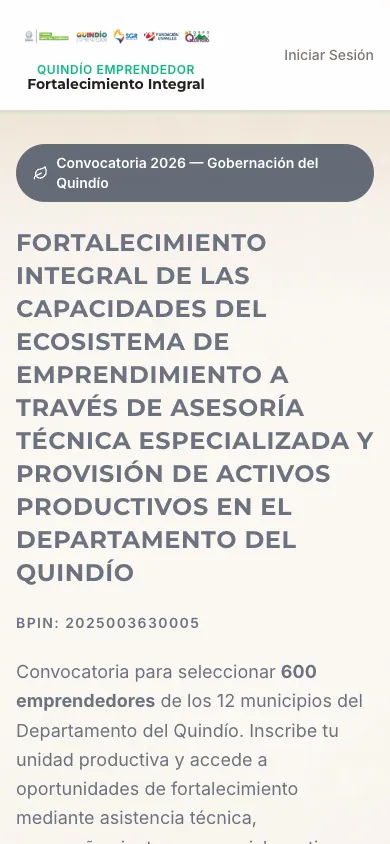 QUINDÍO
SGR
FUNDACIÓN
QUINDÍO EMPRENDEDOR
Fortalecimiento Integral
Iniciar Sesión
Convocatoria 2026 — Gobernación del
Quindío
FORTALECIMIENTO
INTEGRAL DE LAS
CAPACIDADES DEL
ECOSISTEMA DE
EMPRENDIMIENTO A
TRAVÉS DE ASESORÍA
TÉCNICA ESPECIALIZADA Y
PROVISIÓN DE ACTIVOS
PRODUCTIVOS EN EL
DEPARTAMENTO DEL
QUINDÍO
BPIN: 2025003630005
Convocatoria para seleccionar 600
emprendedores de los 12 municipios del
Departamento del Quindío. Inscribe tu
unidad productiva y accede a
oportunidades de fortalecimiento
mediante asistencia técnica,